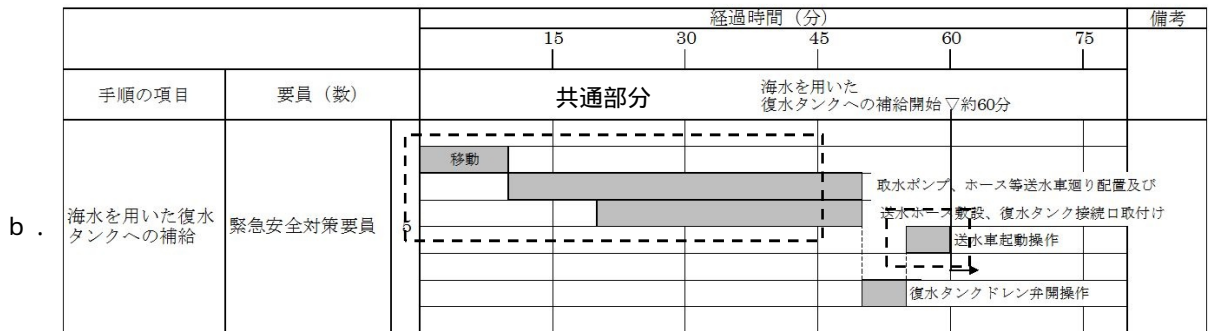 経過時間（分） 備考
15 30 45 60 75
手順の項目 要員（数） 共通部分 海水を用いた
復水タンクへの補給開始▽約60分
移動
取水ポンプ、ホース等送水車廻り配置及び
b． 海水を用いた復水
タンクへの補給 緊急安全対策要員 5 送水ホース敷設、復水タンク接続口取付け
送水車起動操作
復水タンクドレン弁開操作